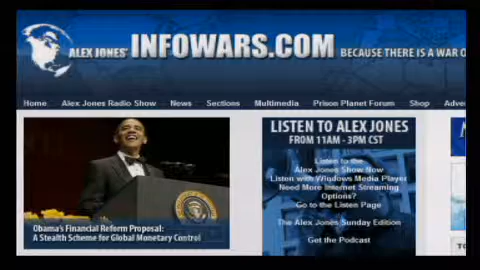 ALEX JONES' INFOWARS.COM BECAUSE THERE IS A WAR O
Home Alex Jones Radio Show News Sections Multimedia Prison Planet Forum Shop Adve
LISTEN TO ALEX JONES
FROM 11AM - 3PM CST
Listen to the
Alex Jones Show Now
Listen with Windows Media Player
Need More Internet Streaming
Options?
Go to the Listen Page
The Alex Jones Sunday Edition
Get the Podcast
Obama's Financial Reform Proposal:
A Stealth Scheme for Global Monetary Control